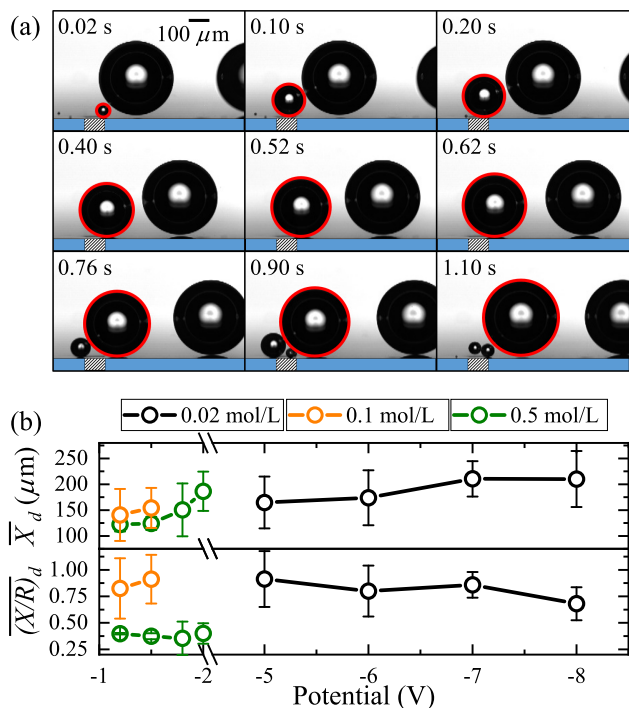 (a)
0.02 s 100 μm 0.10 s 0.20 s
0.40 s 0.52 s 0.62 s
0.76 s 0.90 s 1.10 s
(b)
0.02 mol/L 0.1 mol/L 0.5 mol/L
X̅d (μm)
250
200
150
100
(X/R)d
1.00
0.75
0.50
0.25
-1 -2 -5 -6 -7 -8
Potential (V)